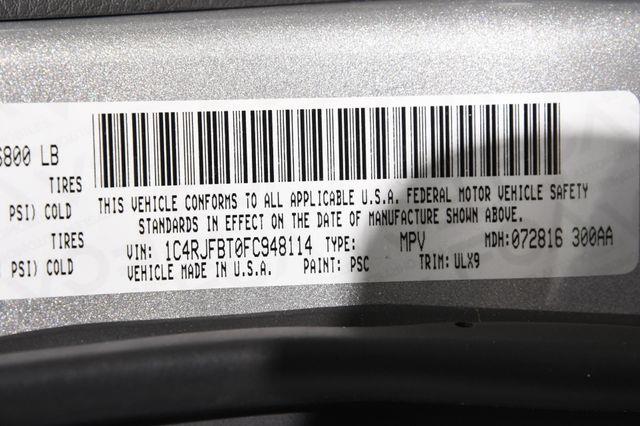 6800 LB
TIRES
PSI) COLD
TIRES
PSI) COLD
THIS VEHICLE CONFORMS TO ALL APPLICABLE U.S.A. FEDERAL MOTOR VEHICLE SAFETY
STANDARDS IN EFFECT ON THE DATE OF MANUFACTURE SHOWN ABOVE.
VIN: 1C4RJFBT0FC948114 TYPE: MPV MDH:072816 300AA
VEHICLE MADE IN U.S.A. PAINT: PSC TRIM:ULX9